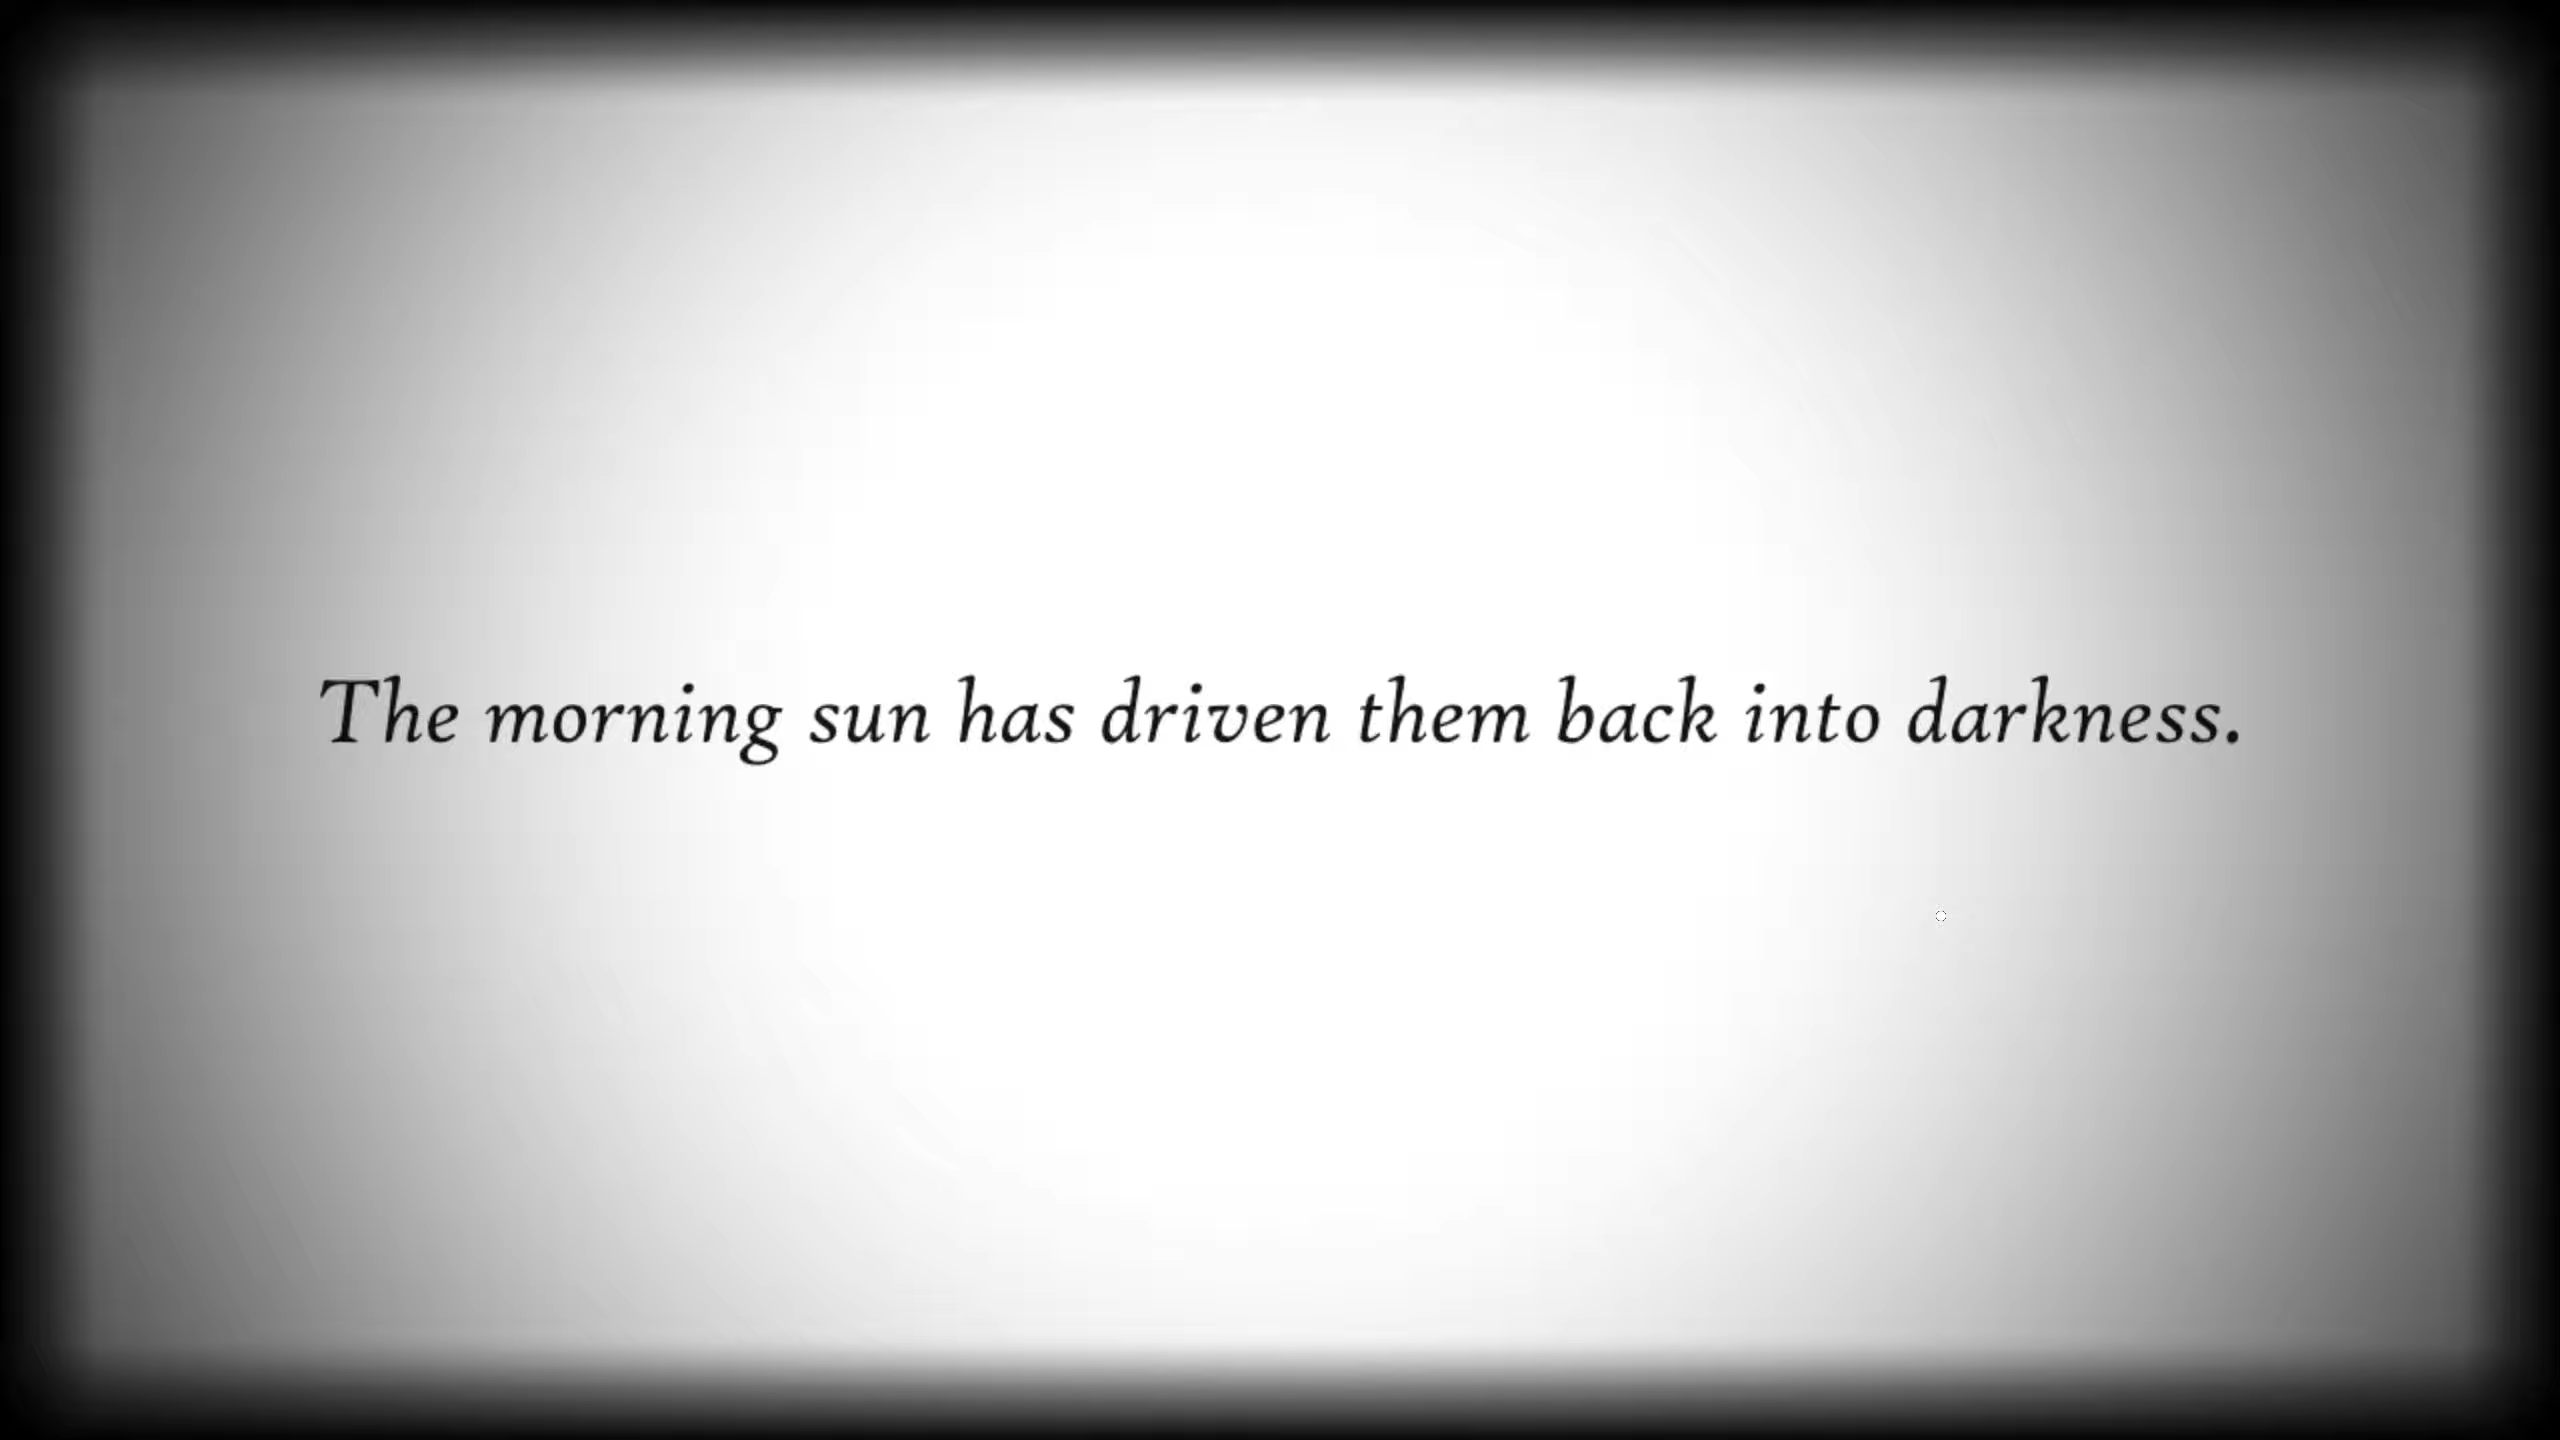 The morning sun has driven them back into darkness.